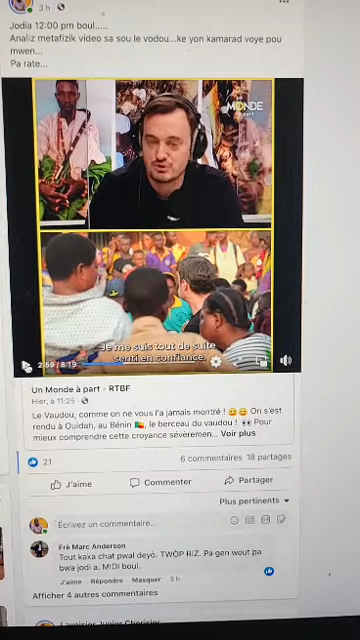 3 h
Jodia 12:00 pm boul.....
Analiz metafizik video sa sou le vodou...ke yon kamarad voye pou
mwen...
Pa rate...
UN MONDE
À part
Je me suis tout de suite
senti en confiance.
2:59 / 8:19
Un Monde à part - RTBF
Hier, à 11:25
Le Vaudou, comme on ne vous l'a jamais montré ! 😄😄 On s'est
rendu à Ouidah, au Bénin 🇧🇯, le berceau du vaudou ! 👀 Pour
mieux comprendre cette croyance sévèremen... Voir plus
21
6 commentaires 18 partages
J'aime
Commenter
Partager
Plus pertinents
Écrivez un commentaire...
Frè Marc Anderson
Tout kaka chat pwal deyò. TWÒP RIZ. Pa gen wout pa
bwa jodi a. MIDI boul.
J'aime Répondre Masquer 3 h
Afficher 4 autres commentaires